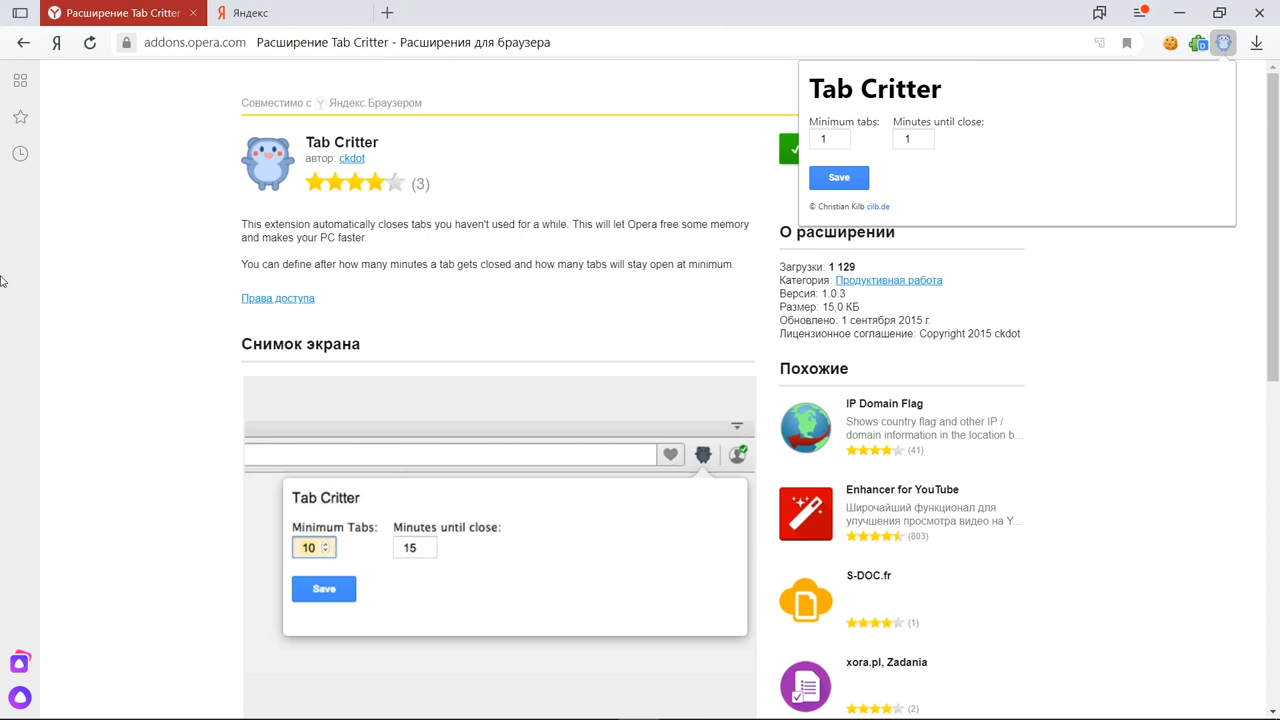 Расширение Tab Critter
Яндекс
Я
addons.opera.com Расширение Tab Critter - Расширения для браузера
Совместимо с Яндекс.Браузером
Tab Critter
автор: ckdot
(3)
This extension automatically closes tabs you haven't used for a while. This will let Opera free some memory
and makes your PC faster.
You can define after how many minutes a tab gets closed and how many tabs will stay open at minimum.
Права доступа
Снимок экрана
Tab Critter
Minimum Tabs: Minutes until close:
10 15
Save
Tab Critter
Minimum tabs: Minutes until close:
1 1
Save
© Christian Kilb cilb.de
О расширении
Загрузки: 1 129
Категория: Продуктивная работа
Версия: 1.0.3
Размер: 15,0 КБ
Обновлено: 1 сентября 2015 г.
Лицензионное соглашение: Copyright 2015 ckdot
Похожие
IP Domain Flag
Shows country flag and other IP /
domain information in the location b...
(41)
Enhancer for YouTube
Широчайший функционал для
улучшения просмотра видео на Y...
(803)
S-DOC.fr
(1)
xora.pl, Zadania
(2)